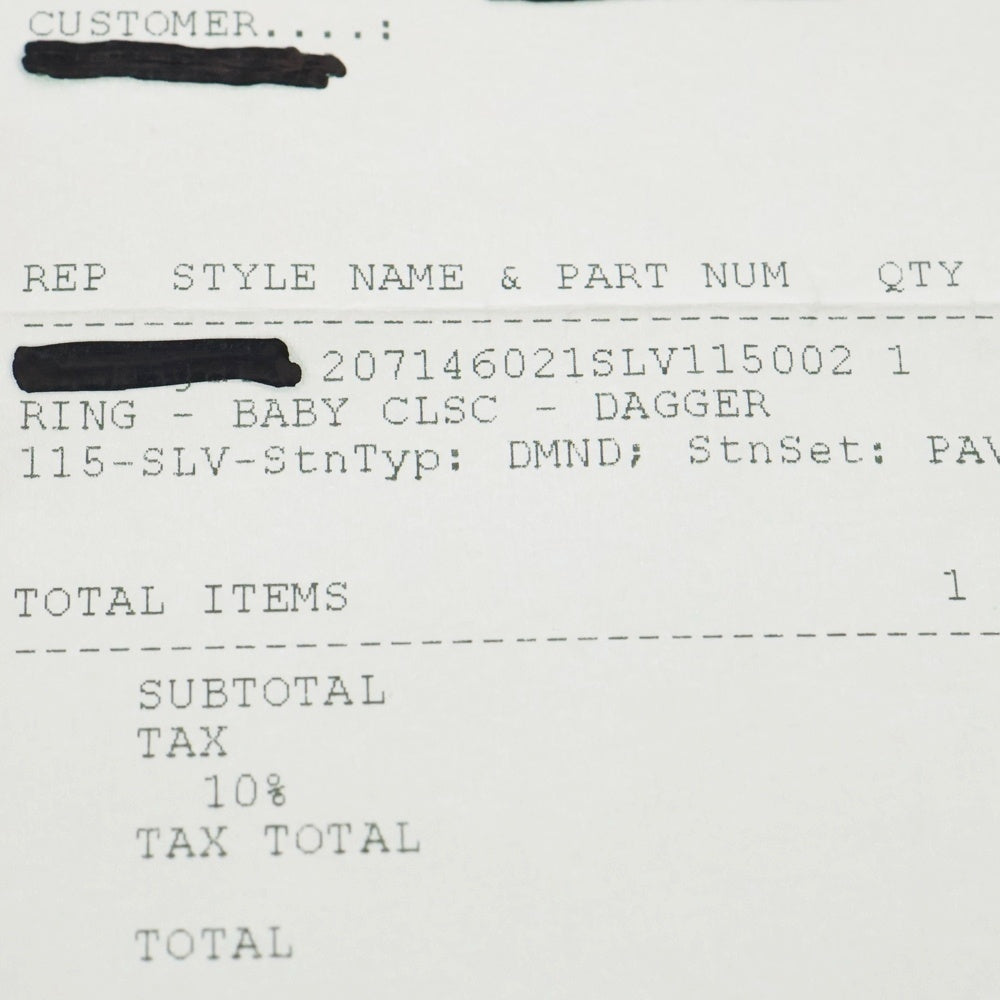 CUSTOMER....:
REP STYLE NAME & PART NUM QTY
--------------------------------
207146021SLV115002 1
RING - BABY CLSC - DAGGER
115-SLV-StnTyp: DMND; StnSet: PAV
TOTAL ITEMS 1
--------------------------------
SUBTOTAL
TAX
10%
TAX TOTAL
TOTAL